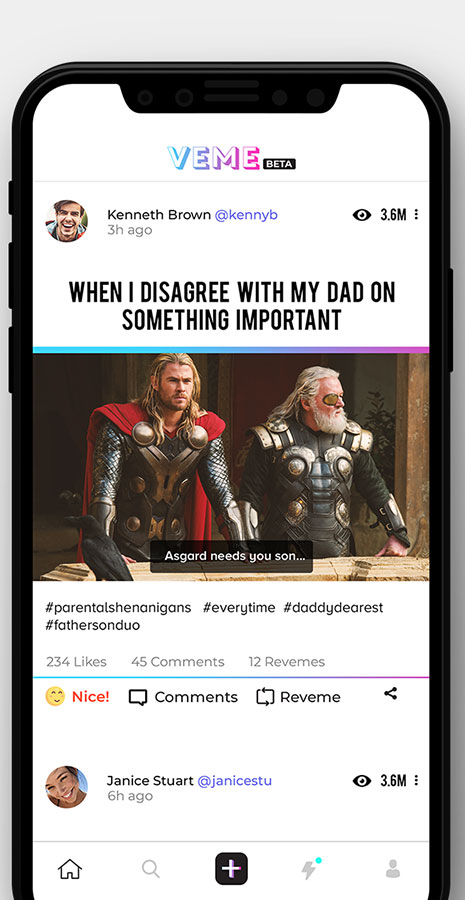 VEME BETA
Kenneth Brown @kennyb 3.6M
3h ago
WHEN I DISAGREE WITH MY DAD ON
SOMETHING IMPORTANT
Asgard needs you son...
#parentalshenanigans #everytime #daddydearest
#fathersonduo
234 Likes 45 Comments 12 Revemes
Nice! Comments Reveme
Janice Stuart @janicestu 3.6M
6h ago